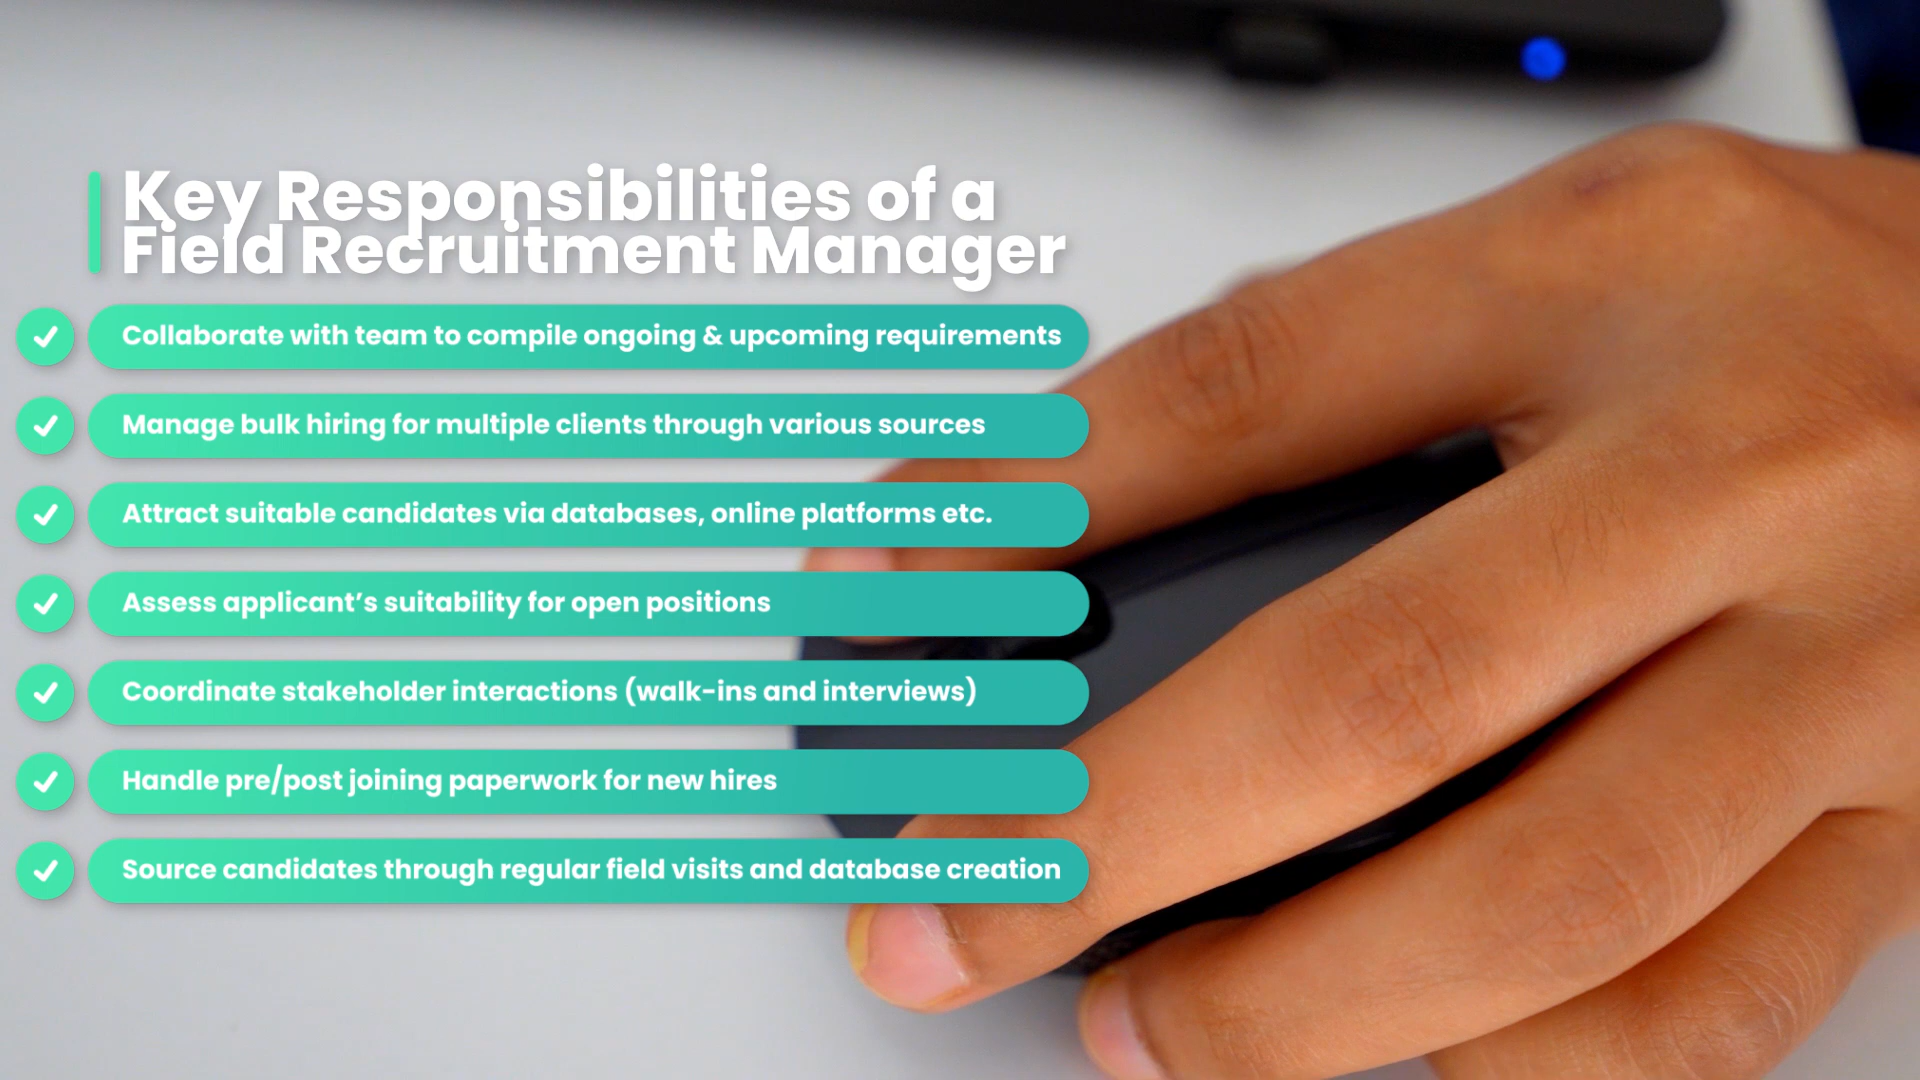 Key Responsibilities of a
Field Recruitment Manager
Collaborate with team to compile ongoing & upcoming requirements
Manage bulk hiring for multiple clients through various sources
Attract suitable candidates via databases, online platforms etc.
Assess applicant’s suitability for open positions
Coordinate stakeholder interactions (walk-ins and interviews)
Handle pre/post joining paperwork for new hires
Source candidates through regular field visits and database creation